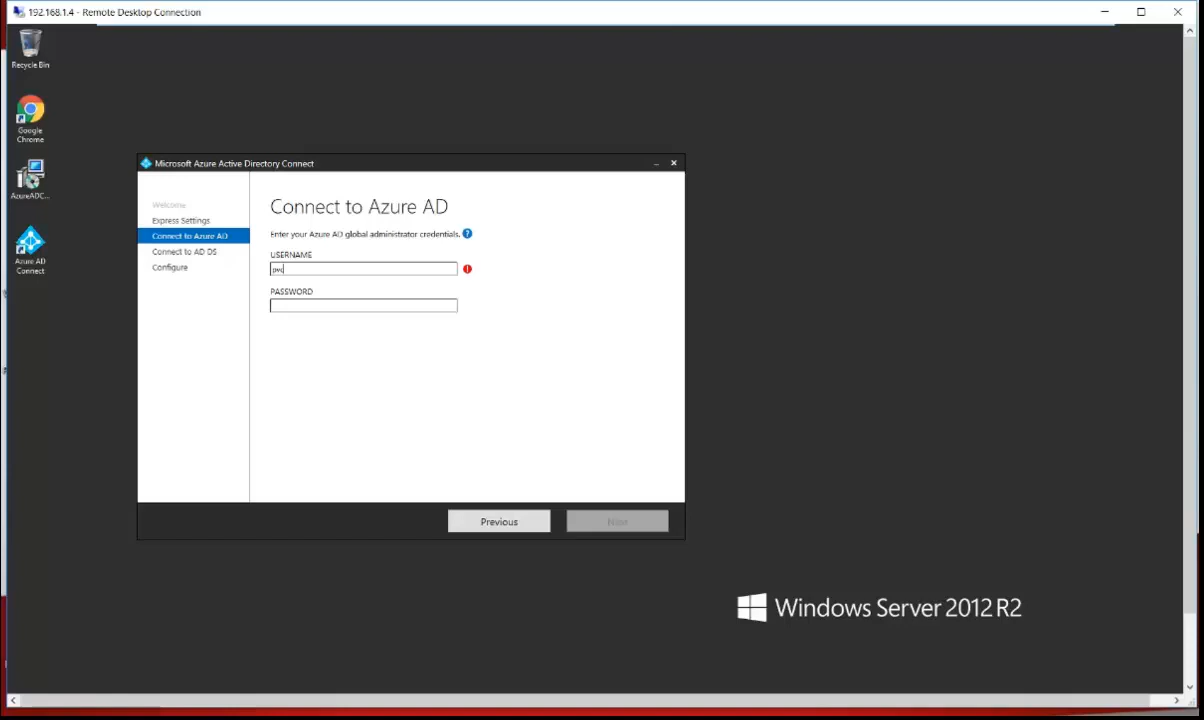 192.168.1.4 - Remote Desktop Connection
Recycle Bin
Google
Chrome
AzureADC...
Azure AD
Connect
Microsoft Azure Active Directory Connect
Welcome
Express Settings
Connect to Azure AD
Connect to AD DS
Configure
Connect to Azure AD
Enter your Azure AD global administrator credentials. ?
USERNAME
pvc
PASSWORD
Previous
Next
Windows Server 2012 R2